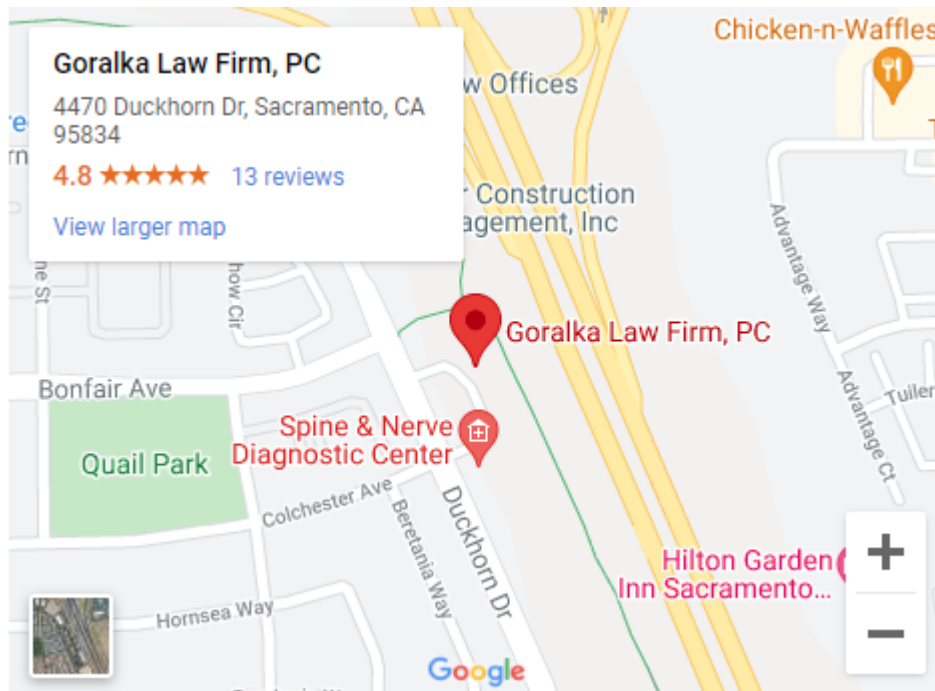 Goralka Law Firm, PC
4470 Duckhorn Dr, Sacramento, CA
95834
4.8 ★★★★★ 13 reviews
View larger map
Chicken-n-Waffles
Offices
Construction
Inc
Advantage Way
Goralka Law Firm, PC
Bonfair Ave
Advantage Ct
Spine & Nerve
Diagnostic Center
Quail Park
Colchester Ave
Beretania Way
Duckhorn Dr
Hilton Garden
Inn Sacramento...
Hornsea Way
Google
+
−